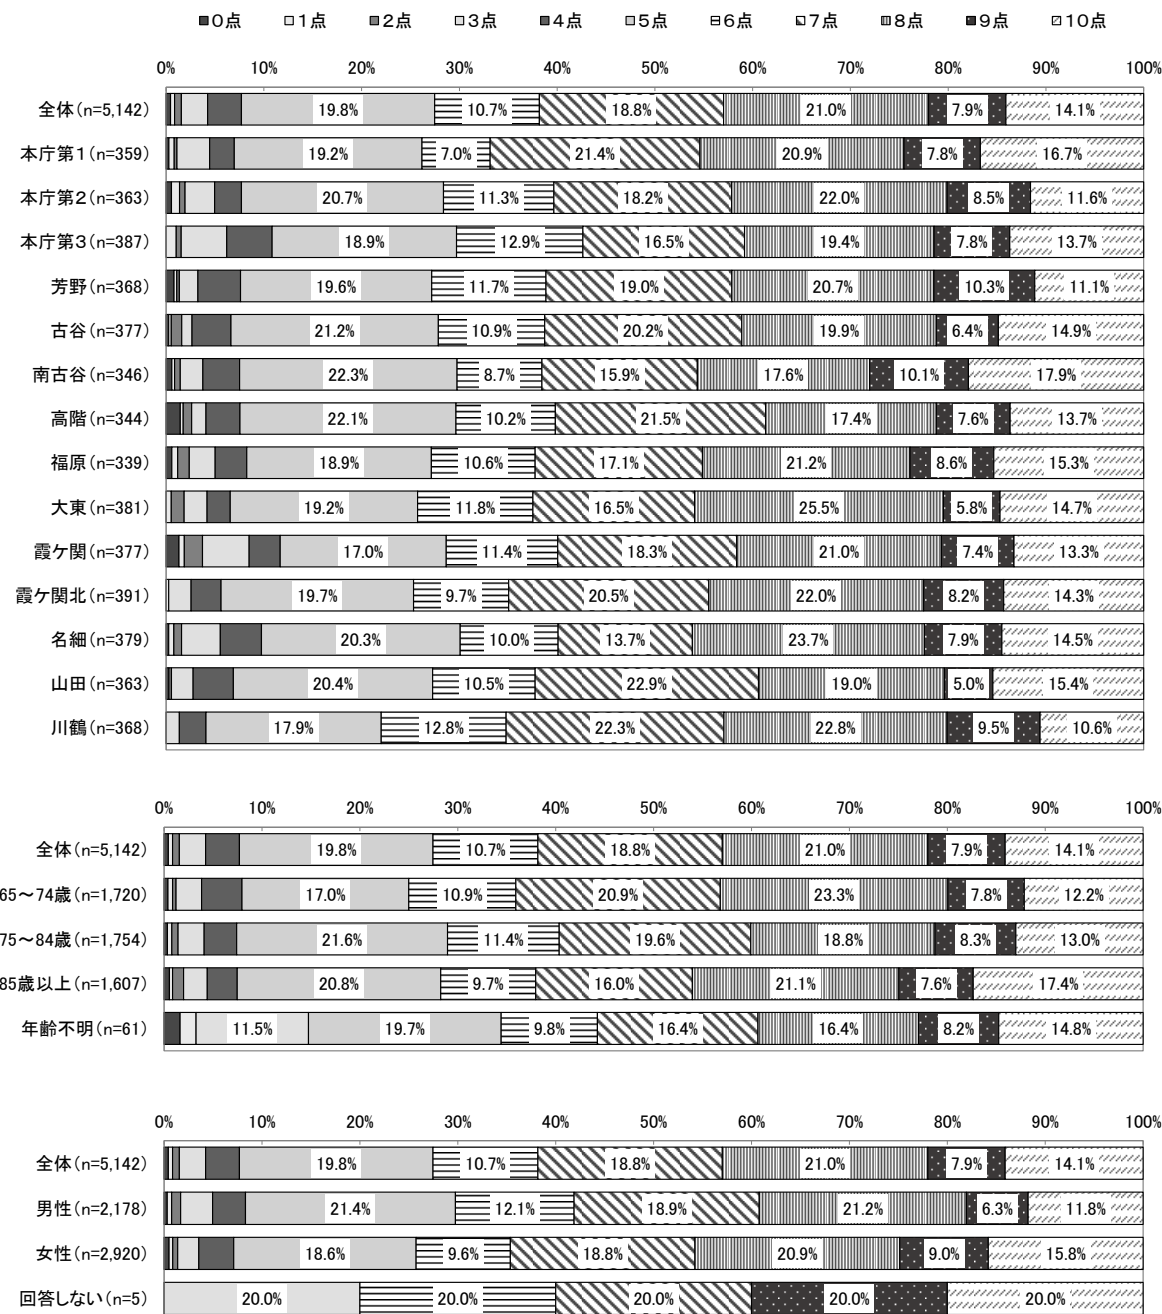 ■0点 □1点 ■2点 □3点 ■4点 □5点 日6点 ▧7点 ▥8点 ■9点 ▨10点
0% 10% 20% 30% 40% 50% 60% 70% 80% 90% 100%
全体(n=5,142) 19.8% 10.7% 18.8% 21.0% 7.9% 14.1%
本庁第1(n=359) 19.2% 7.0% 21.4% 20.9% 7.8% 16.7%
本庁第2(n=363) 20.7% 11.3% 18.2% 22.0% 8.5% 11.6%
本庁第3(n=387) 18.9% 12.9% 16.5% 19.4% 7.8% 13.7%
芳野(n=368) 19.6% 11.7% 19.0% 20.7% 10.3% 11.1%
古谷(n=377) 21.2% 10.9% 20.2% 19.9% 6.4% 14.9%
南古谷(n=346) 22.3% 8.7% 15.9% 17.6% 10.1% 17.9%
高階(n=344) 22.1% 10.2% 21.5% 17.4% 7.6% 13.7%
福原(n=339) 18.9% 10.6% 17.1% 21.2% 8.6% 15.3%
大東(n=381) 19.2% 11.8% 16.5% 25.5% 5.8% 14.7%
霞ケ関(n=377) 17.0% 11.4% 18.3% 21.0% 7.4% 13.3%
霞ケ関北(n=391) 19.7% 9.7% 20.5% 22.0% 8.2% 14.3%
名細(n=379) 20.3% 10.0% 13.7% 23.7% 7.9% 14.5%
山田(n=363) 20.4% 10.5% 22.9% 19.0% 5.0% 15.4%
川鶴(n=368) 17.9% 12.8% 22.3% 22.8% 9.5% 10.6%
0% 10% 20% 30% 40% 50% 60% 70% 80% 90% 100%
全体(n=5,142) 19.8% 10.7% 18.8% 21.0% 7.9% 14.1%
65～74歳(n=1,720) 17.0% 10.9% 20.9% 23.3% 7.8% 12.2%
75～84歳(n=1,754) 21.6% 11.4% 19.6% 18.8% 8.3% 13.0%
85歳以上(n=1,607) 20.8% 9.7% 16.0% 21.1% 7.6% 17.4%
年齢不明(n=61) 11.5% 19.7% 9.8% 16.4% 16.4% 8.2% 14.8%
0% 10% 20% 30% 40% 50% 60% 70% 80% 90% 100%
全体(n=5,142) 19.8% 10.7% 18.8% 21.0% 7.9% 14.1%
男性(n=2,178) 21.4% 12.1% 18.9% 21.2% 6.3% 11.8%
女性(n=2,920) 18.6% 9.6% 18.8% 20.9% 9.0% 15.8%
回答しない(n=5) 20.0% 20.0% 20.0% 20.0% 20.0%